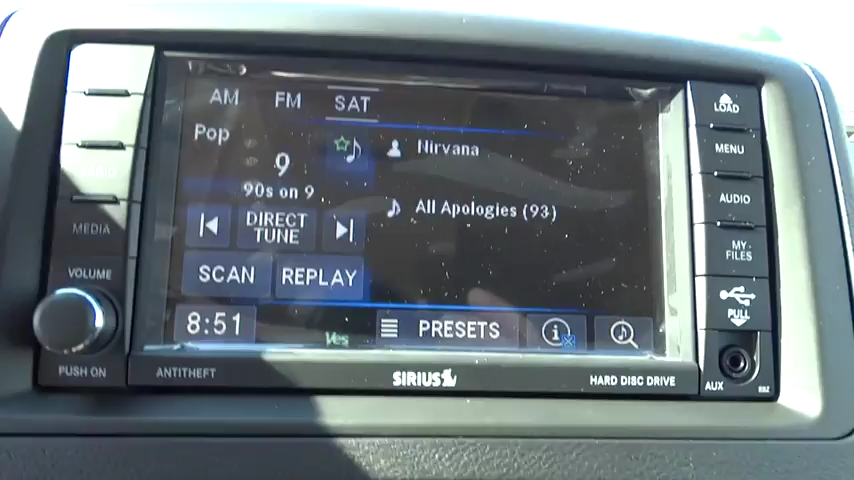 AM FM SAT
Pop
9
90s on 9
Nirvana
All Apologies (93)
DIRECT
TUNE
SCAN REPLAY
8:51
Yes
PRESETS
MEDIA
VOLUME
PUSH ON
ANTITHEFT
SIRIUS
HARD DISC DRIVE
LOAD
MENU
AUDIO
MY
FILES
PULL
AUX